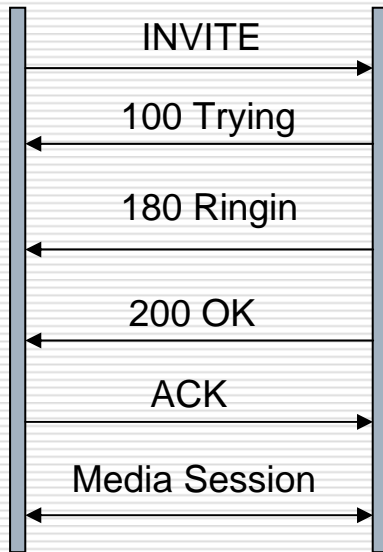 INVITE
100 Trying
180 Ringin
200 OK
ACK
Media Session